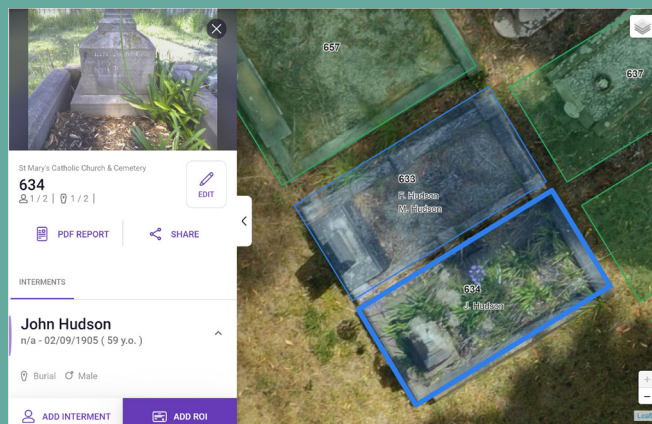 St Mary's Catholic Church & Cemetery
634
1 / 2 | 1 / 2 |
EDIT
PDF REPORT
SHARE
INTERMENTS
John Hudson
n/a - 02/09/1905 ( 59 y.o. )
Burial Male
ADD INTERMENT
ADD ROI
657
637
633
F. Hudson
M. Hudson
634
J. Hudson
+
−